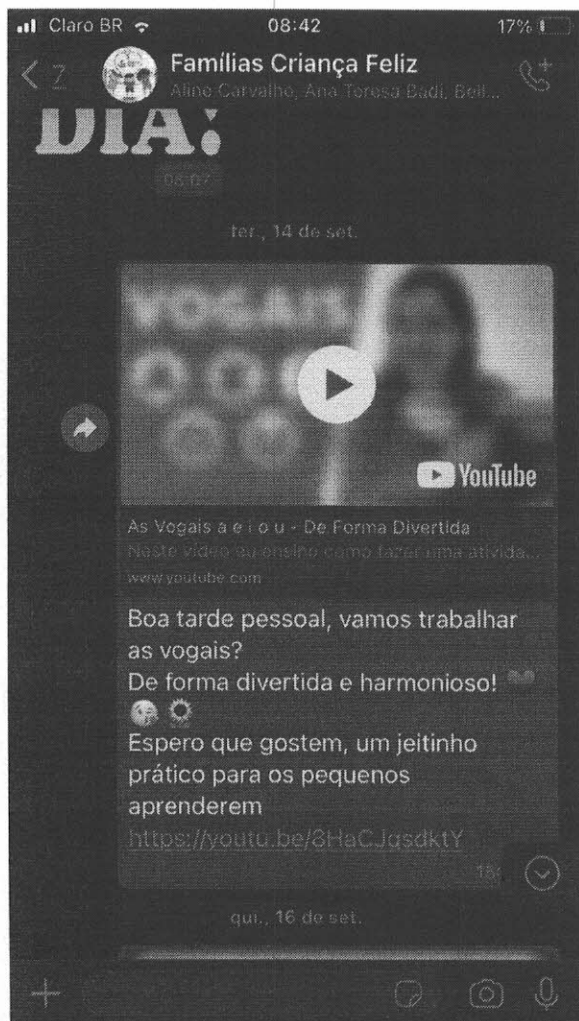 Claro BR
08:42
17%
7
Famílias Criança Feliz
Aline Carvalho, Ana Teresa Badi, Bell...
DIA!
08:07
ter., 14 de set.
VOGAIS
YouTube
As Vogais a e i o u - De Forma Divertida
Neste vídeo eu ensino como fazer uma ativida...
www.youtube.com
Boa tarde pessoal, vamos trabalhar
as vogais?
De forma divertida e harmonioso!
Espero que gostem, um jeitinho
prático para os pequenos
aprenderem
https://youtu.be/8HaCJqsdktY
qui., 16 de set.